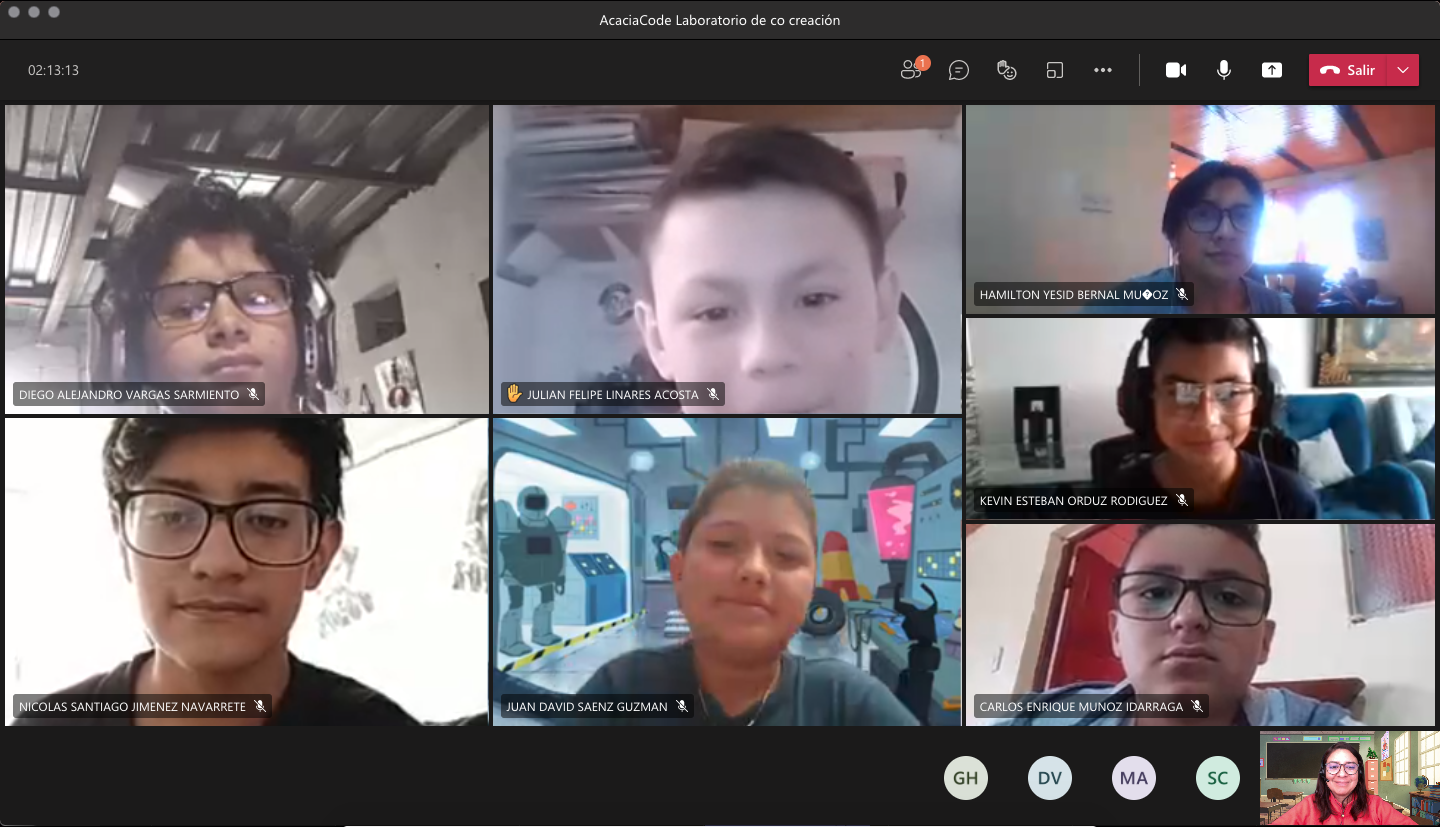 AcaciaCode Laboratorio de co creación
02:13:13
1
Salir
DIEGO ALEJANDRO VARGAS SARMIENTO
JULIAN FELIPE LINARES ACOSTA
HAMILTON YESID BERNAL MU�OZ
KEVIN ESTEBAN ORDUZ RODIGUEZ
NICOLAS SANTIAGO JIMENEZ NAVARRETE
JUAN DAVID SAENZ GUZMAN
CARLOS ENRIQUE MUNOZ IDARRAGA
GH
DV
MA
SC